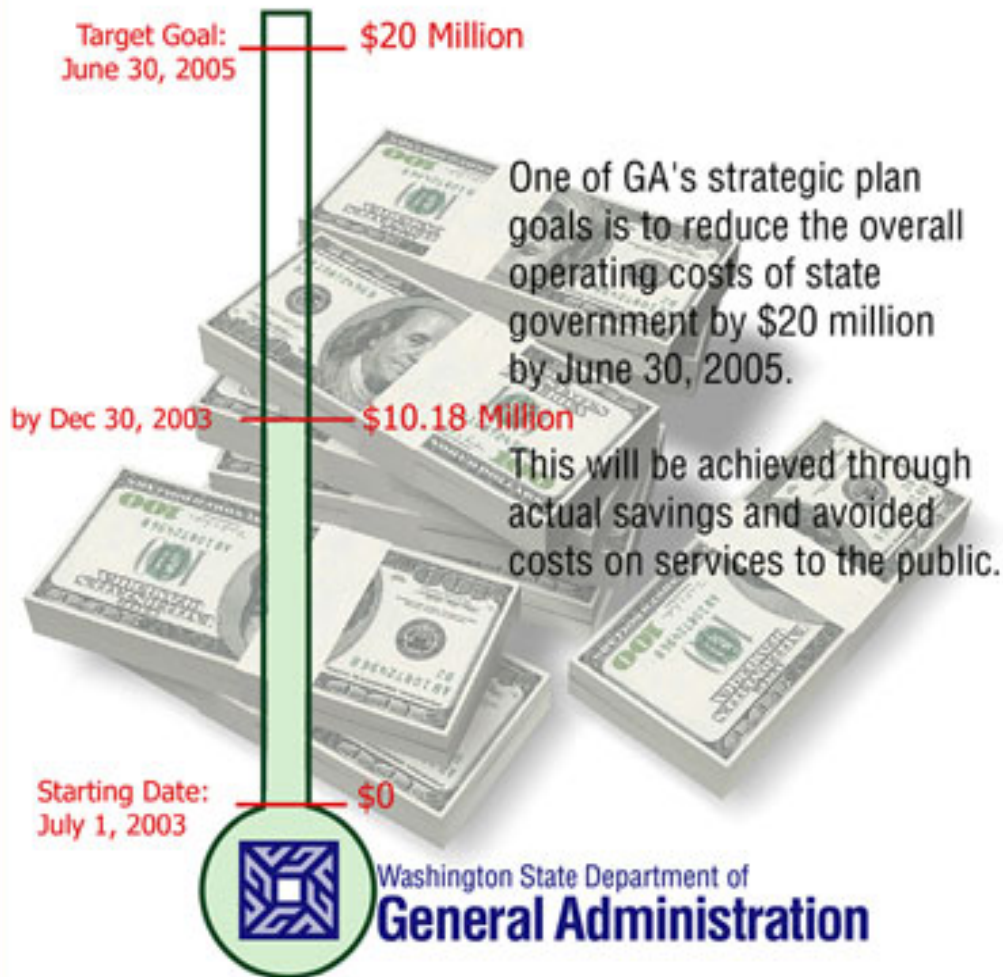 Target Goal:
June 30, 2005
$20 Million
One of GA's strategic plan
goals is to reduce the overall
operating costs of state
government by $20 million
by June 30, 2005.
by Dec 30, 2003
$10.18 Million
This will be achieved through
actual savings and avoided
costs on services to the public.
Starting Date:
July 1, 2003
$0
Washington State Department of
General Administration